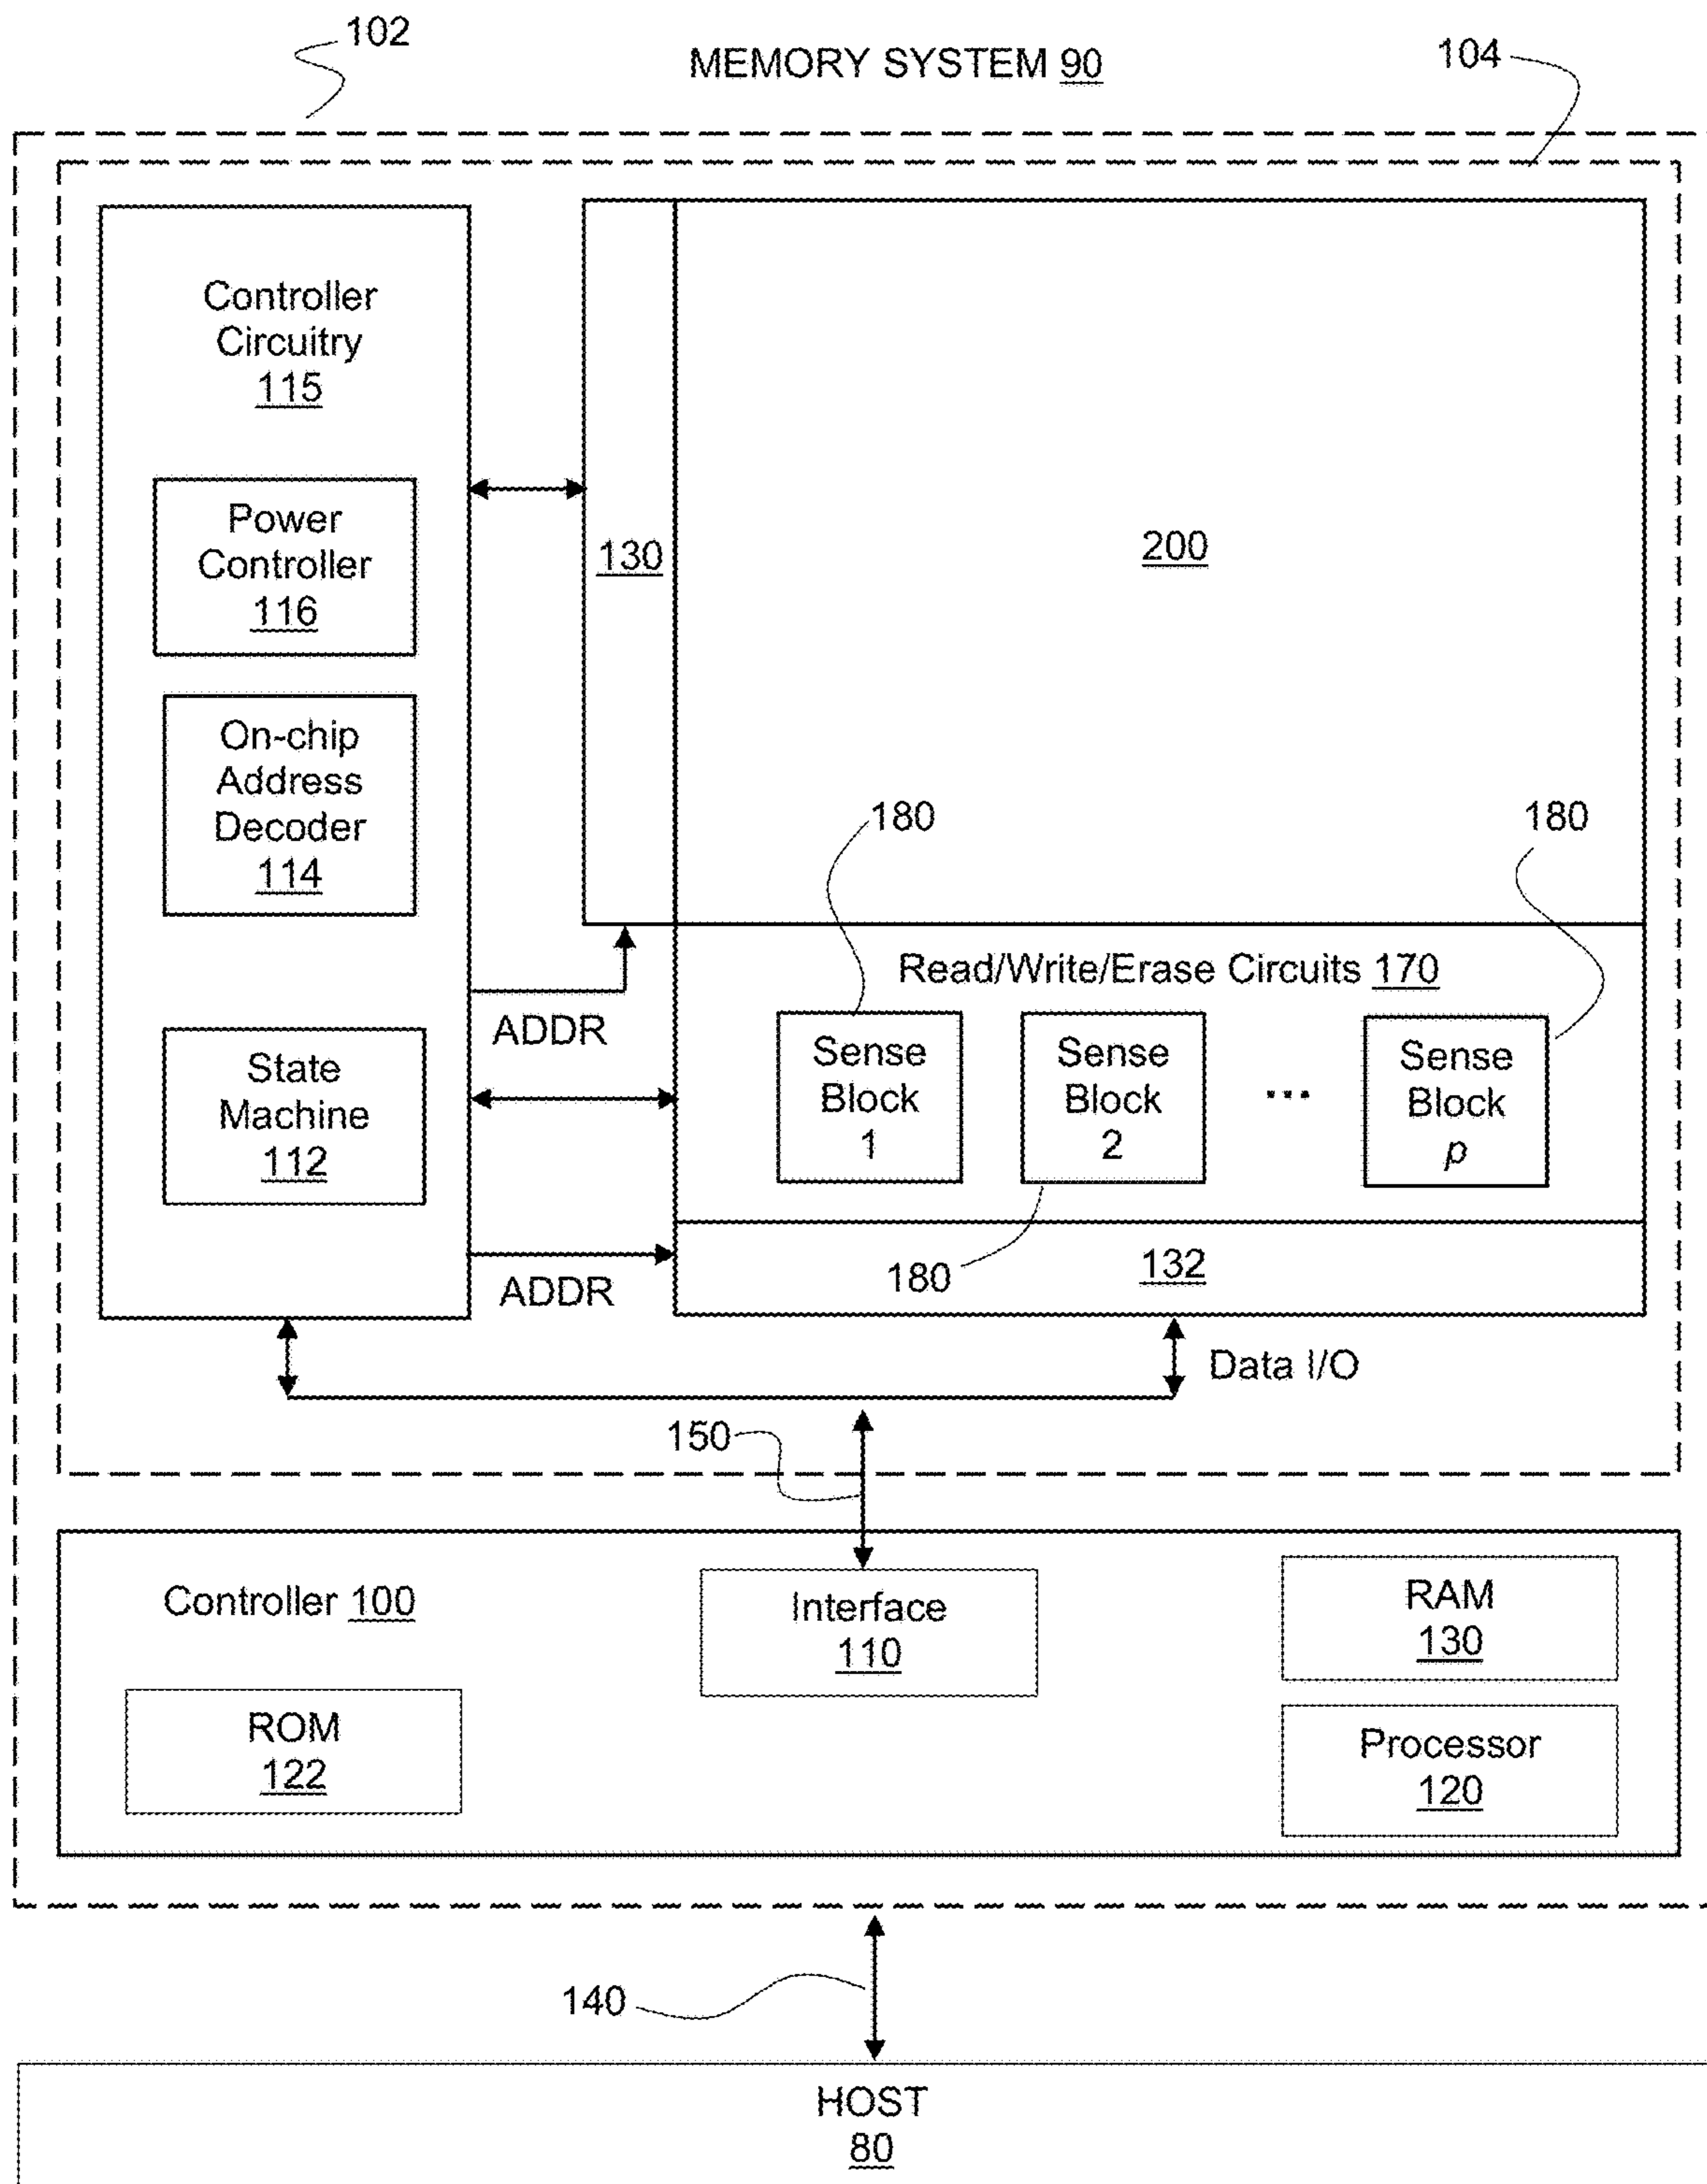 102
MEMORY SYSTEM 90
104
Controller
Circuitry
115
Power
Controller
116
On-chip
Address
Decoder
114
State
Machine
112
130
200
180
180
Read/Write/Erase Circuits 170
ADDR
Sense
Block
1
Sense
Block
2
...
Sense
Block
p
180
132
ADDR
Data I/O
150
Controller 100
Interface
110
RAM
130
ROM
122
Processor
120
140
HOST
80